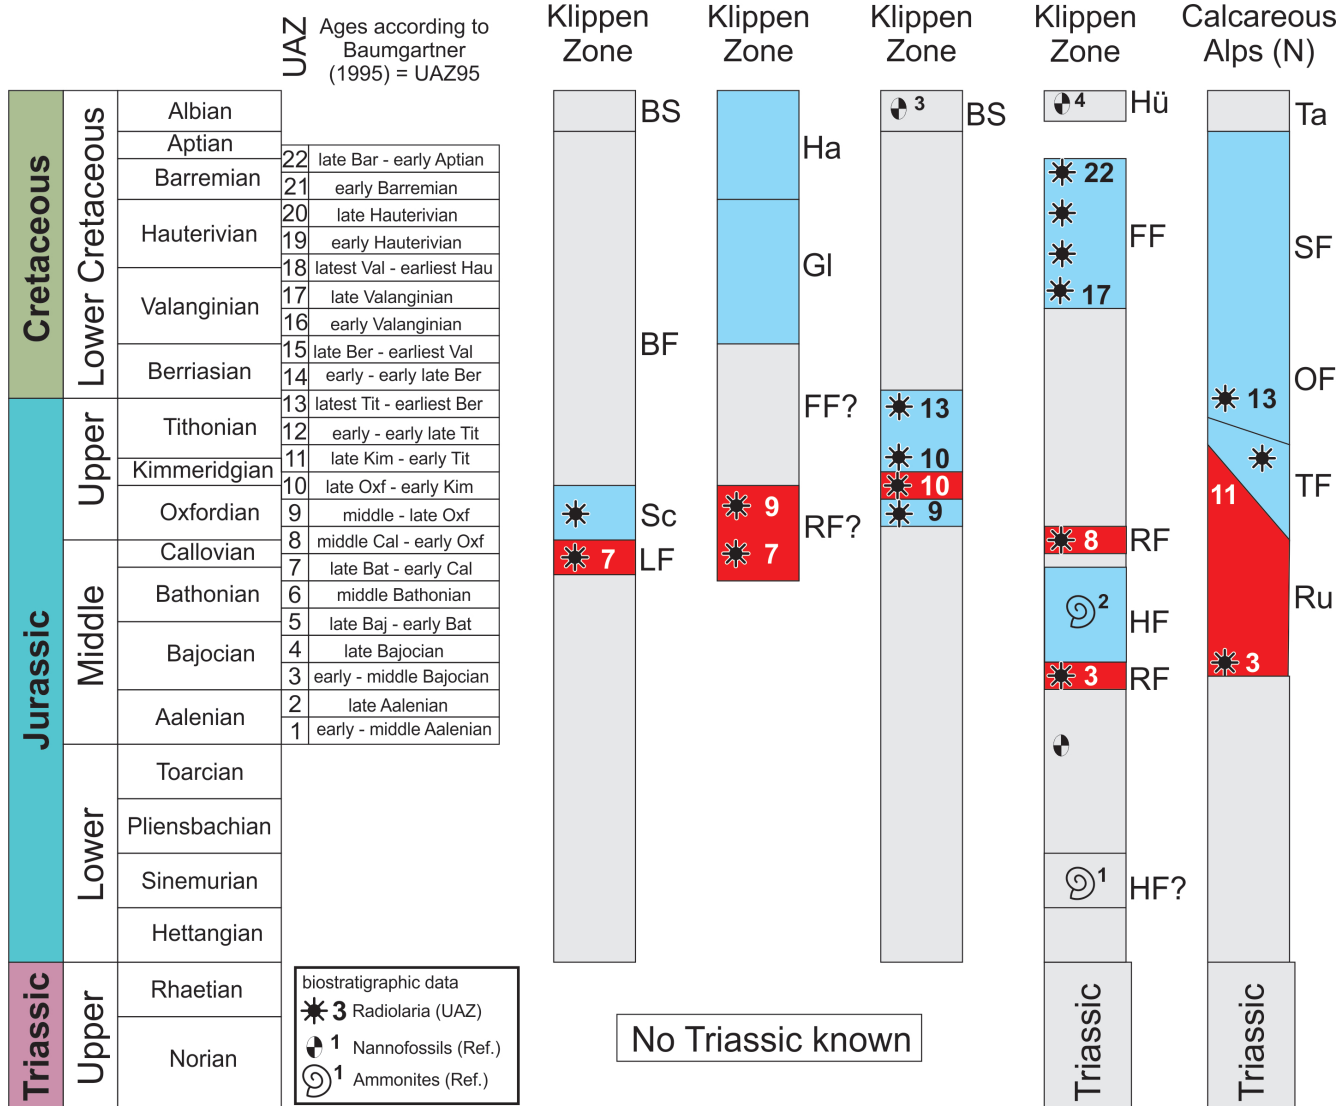 UAZ
Ages according to
Baumgartner
(1995) = UAZ95
Klippen
Zone
Klippen
Zone
Klippen
Zone
Klippen
Zone
Calcareous
Alps (N)
Cretaceous
Jurassic
Triassic
Lower Cretaceous
Upper
Middle
Lower
Upper
Albian
Aptian
Barremian
Hauterivian
Valanginian
Berriasian
Tithonian
Kimmeridgian
Oxfordian
Callovian
Bathonian
Bajocian
Aalenian
Toarcian
Pliensbachian
Sinemurian
Hettangian
Rhaetian
Norian
22 late Bar - early Aptian
21 early Barremian
20 late Hauterivian
19 early Hauterivian
18 latest Val - earliest Hau
17 late Valanginian
16 early Valanginian
15 late Ber - earliest Val
14 early - early late Ber
13 latest Tit - earliest Ber
12 early - early late Tit
11 late Kim - early Tit
10 late Oxf - early Kim
9 middle - late Oxf
8 middle Cal - early Oxf
7 late Bat - early Cal
6 middle Bathonian
5 late Baj - early Bat
4 late Bajocian
3 early - middle Bajocian
2 late Aalenian
1 early - middle Aalenian
BS
BF
Sc
7 LF
Ha
Gl
FF?
9
RF?
7
3 BS
13
10
10
9
4 Hü
22
FF
17
8 RF
2
HF
3 RF
1
HF?
Triassic
Ta
SF
OF
13
TF
11
Ru
3
Triassic
biostratigraphic data
3 Radiolaria (UAZ)
1 Nannofossils (Ref.)
1 Ammonites (Ref.)
No Triassic known